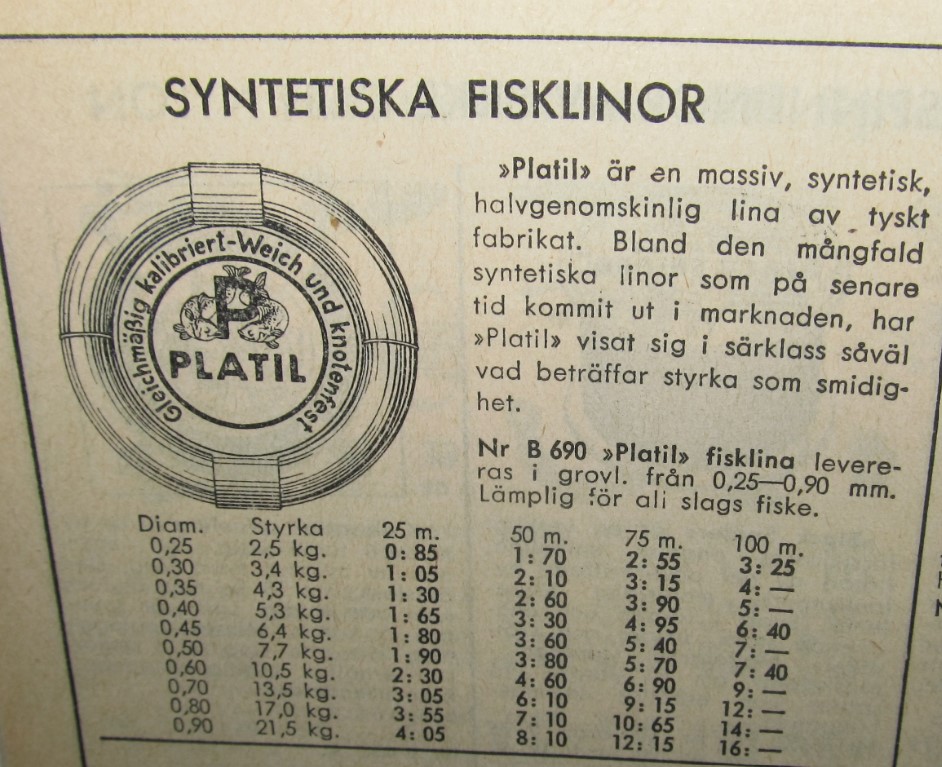 SYNTETISKA FISKLINOR
Gleichmäßig kalibriert-Weich und knotenfest
P
PLATIL
»Platil» är en massiv, syntetisk,
halvgenomskinlig lina av tyskt
fabrikat. Bland den mångfald
syntetiska linor som på senare
tid kommit ut i marknaden, har
»Platil» visat sig i särklass såväl
vad beträffar styrka som smidig-
het.
Nr B 690 »Platil» fisklina levere-
ras i grovl. från 0,25—0,90 mm.
Lämplig för all slags fiske.
Diam. Styrka 25 m. 50 m. 75 m. 100 m.
0,25 2,5 kg. 0: 85 1: 70 2: 55 3: 25
0,30 3,4 kg. 1: 05 2: 10 3: 15 4: —
0,35 4,3 kg. 1: 30 2: 60 3: 90 5: —
0,40 5,3 kg. 1: 65 3: 30 4: 95 6: 40
0,45 6,4 kg. 1: 80 3: 60 5: 40 7: —
0,50 7,7 kg. 1: 90 3: 80 5: 70 7: 40
0,60 10,5 kg. 2: 30 4: 60 6: 90 9: —
0,70 13,5 kg. 3: 05 6: 10 9: 15 12: —
0,80 17,0 kg. 3: 55 7: 10 10: 65 14: —
0,90 21,5 kg. 4: 05 8: 10 12: 15 16: —